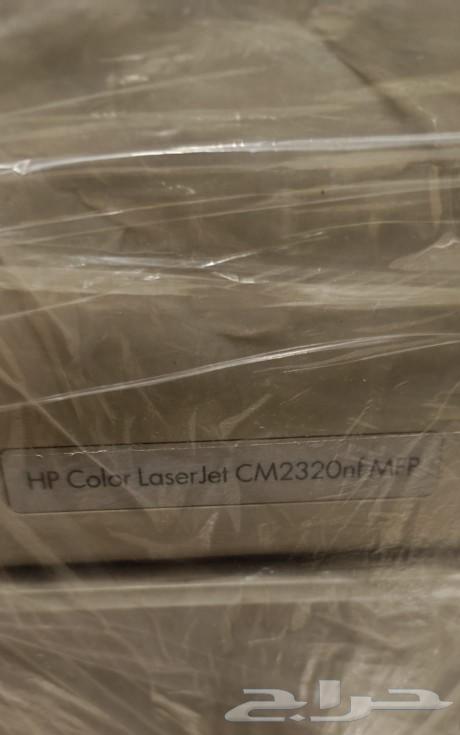 HP Color LaserJet CM2320nf MFP
حراج